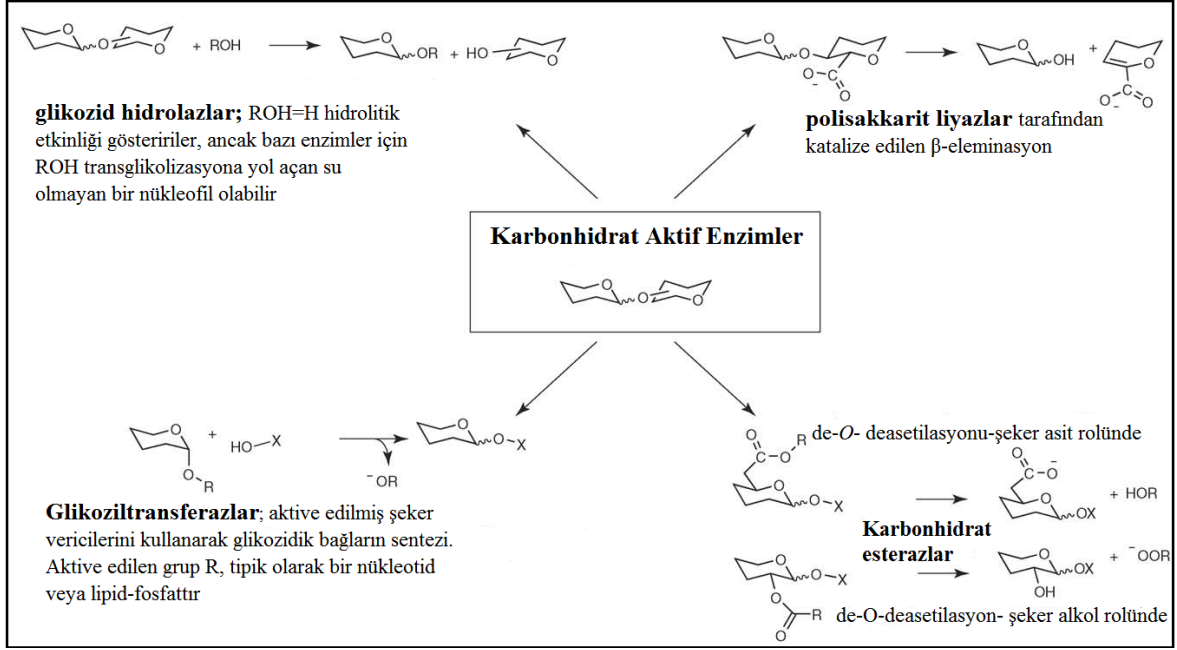 O
O
O
+ ROH
O
OR
+ HO
O
glikozid hidrolazlar; ROH=H hidrolitik
etkinliği gösteririler, ancak bazı enzimler için
ROH transglikolizasyona yol açan su
olmayan bir nükleofil olabilir
O
O
O
O
C
-
O
O
OH
+
O
C
O
-
O
polisakkarit liyazlar tarafından
katalize edilen β-eleminasyon
Karbonhidrat Aktif Enzimler
O
O
O
O
O
R
+
HO–X
-OR
O
O–X
Glikoziltransferazlar; aktive edilmiş şeker
vericilerini kullanarak glikozidik bağların sentezi.
Aktive edilen grup R, tipik olarak bir nükleotid
veya lipid-fosfattır
O
C–O
R
de-O- deasetilasyonu-şeker asit rolünde
O
O–X
O
C–O
-
O
OX
+ HOR
Karbonhidrat
esterazlar
O
O–X
O
R
O
O
OX
OH
+ -OOR
de-O-deasetilasyon- şeker alkol rolünde